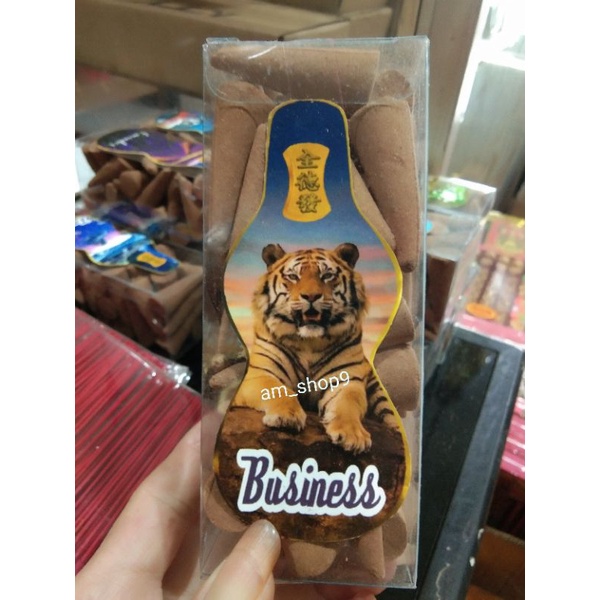 金德發
am_shop9
Business